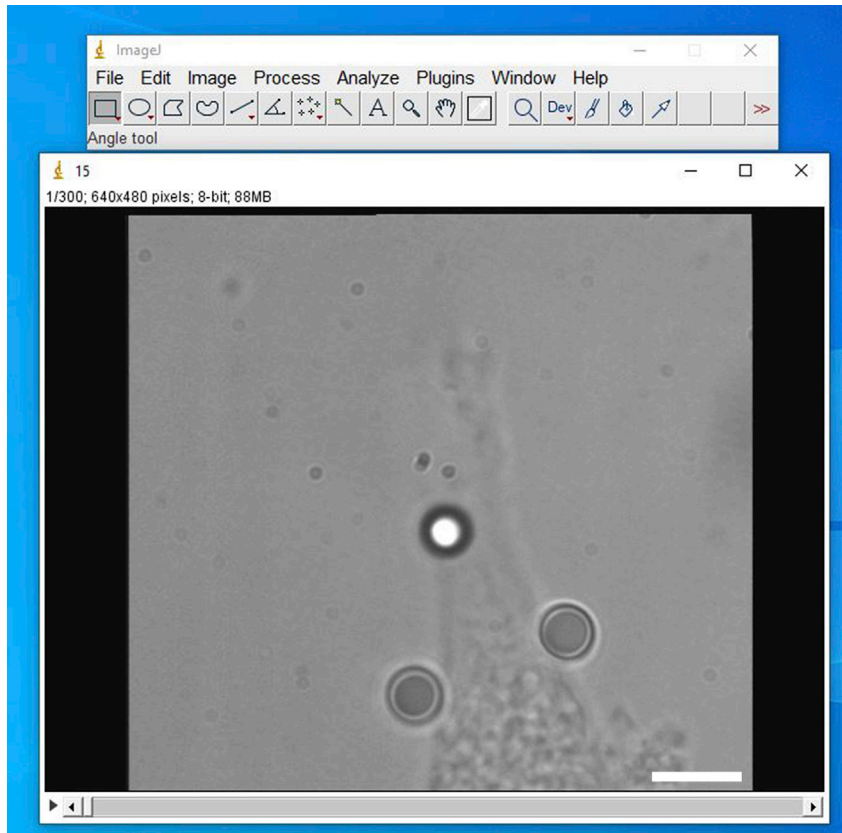 ImageJ
File Edit Image Process Analyze Plugins Window Help
A Dev >>
Angle tool
15
1/300; 640x480 pixels; 8-bit; 88MB